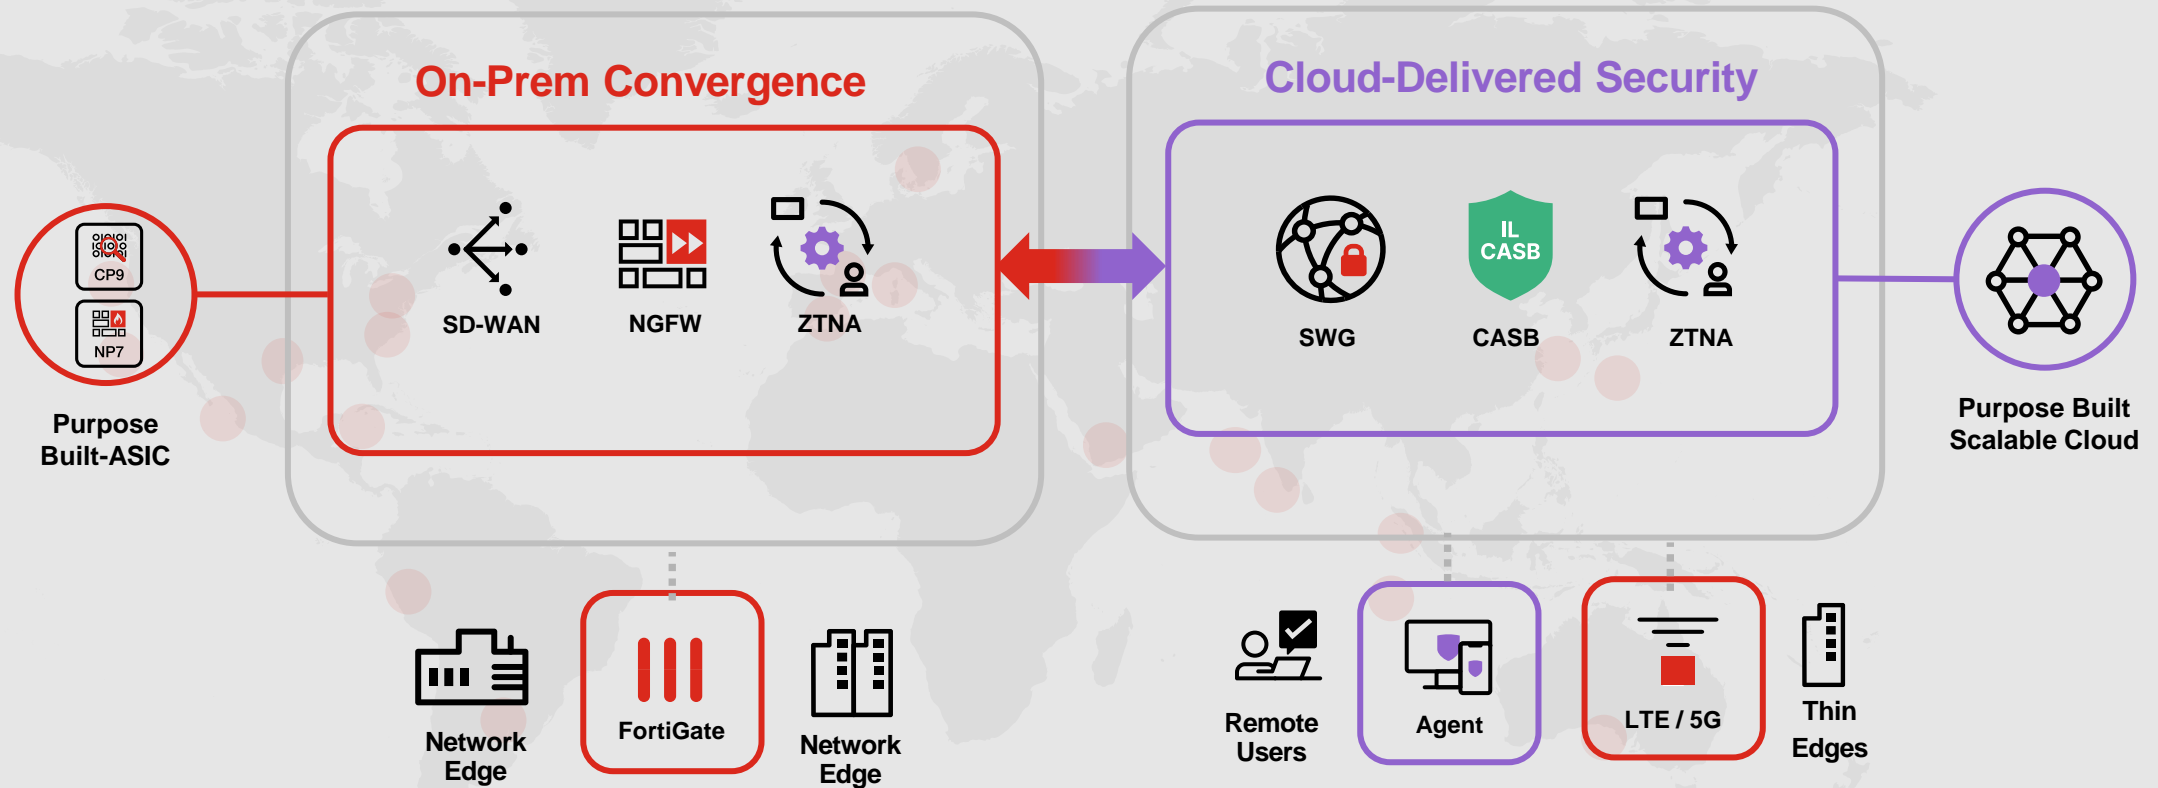 On-Prem Convergence
Cloud-Delivered Security
CP9
NP7
Purpose
Built-ASIC
SD-WAN
NGFW
ZTNA
SWG
IL
CASB
CASB
ZTNA
Purpose Built
Scalable Cloud
Network
Edge
FortiGate
Network
Edge
Remote
Users
Agent
LTE / 5G
Thin
Edges